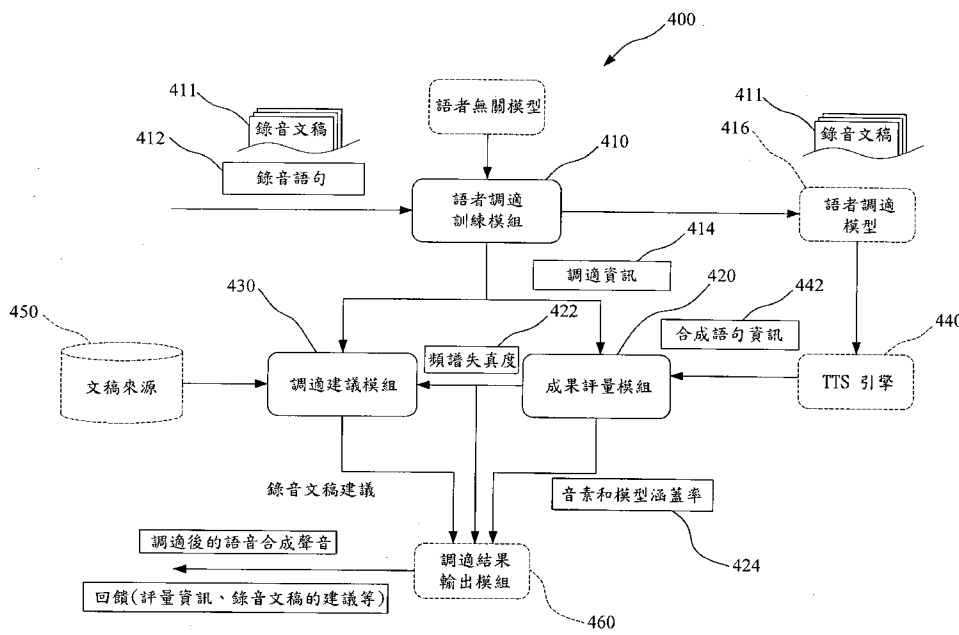 400
411
錄音文稿
412
錄音語句
語者無關模型
410
語者調適
訓練模組
411
錄音文稿
416
語者調適
模型
414
調適資訊
430
422
420
442
450
頻譜失真度
合成語句資訊
440
文稿來源
調適建議模組
成果評量模組
TTS 引擎
錄音文稿建議
音素和模型涵蓋率
424
調適後的語音合成聲音
調適結果
輸出模組
回饋(評量資訊、錄音文稿的建議等)
460